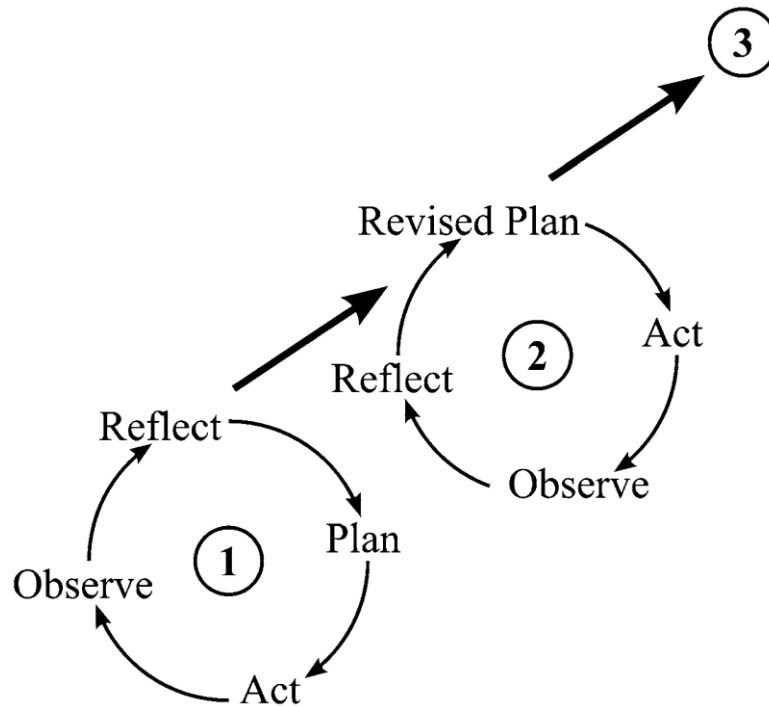 3
Revised Plan
Act
2
Reflect
Observe
Reflect
Plan
1
Observe
Act